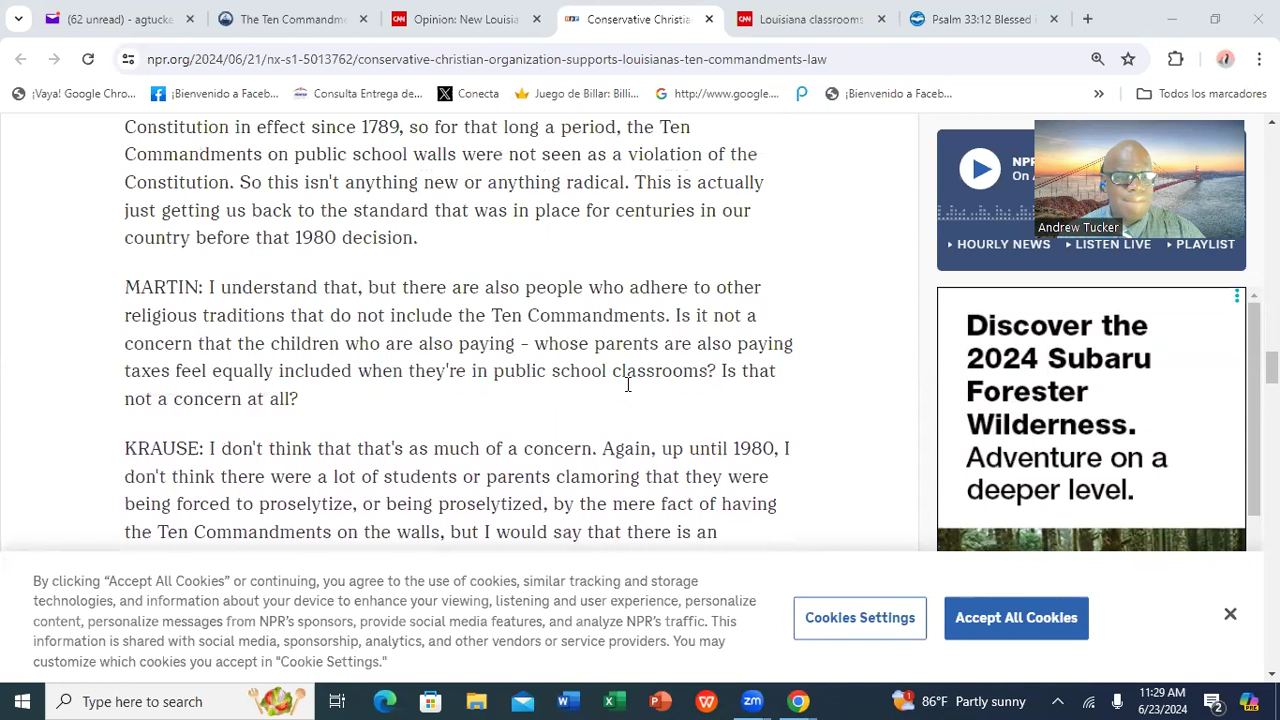 (62 unread) - agtucke
The Ten Commandme
Opinion: New Louisia
Conservative Christian
Louisiana classrooms
Psalm 33:12 Blessed i
npr.org/2024/06/21/nx-s1-5013762/conservative-christian-organization-supports-louisianas-ten-commandments-law
¡Vaya! Google Chro...
¡Bienvenido a Faceb...
Consulta Entrega de...
Conecta
Juego de Billar: Billi...
http://www.google....
¡Bienvenido a Faceb...
»
Todos los marcadores
Constitution in effect since 1789, so for that long a period, the Ten
Commandments on public school walls were not seen as a violation of the
Constitution. So this isn't anything new or anything radical. This is actually
just getting us back to the standard that was in place for centuries in our
country before that 1980 decision.
MARTIN: I understand that, but there are also people who adhere to other
religious traditions that do not include the Ten Commandments. Is it not a
concern that the children who are also paying - whose parents are also paying
taxes feel equally included when they're in public school classrooms? Is that
not a concern at all?
KRAUSE: I don't think that that's as much of a concern. Again, up until 1980, I
don't think there were a lot of students or parents clamoring that they were
being forced to proselytize, or being proselytized, by the mere fact of having
the Ten Commandments on the walls, but I would say that there is an
NPR
On A
Andrew Tucker
HOURLY NEWS
LISTEN LIVE
PLAYLIST
Discover the
2024 Subaru
Forester
Wilderness.
Adventure on a
deeper level.
By clicking “Accept All Cookies” or continuing, you agree to the use of cookies, similar tracking and storage
technologies, and information about your device to enhance your viewing, listening and user experience, personalize
content, personalize messages from NPR's sponsors, provide social media features, and analyze NPR's traffic. This
information is shared with social media, sponsorship, analytics, and other vendors or service providers. You may
customize which cookies you accept in "Cookie Settings."
Cookies Settings
Accept All Cookies
Type here to search
86°F Partly sunny
11:29 AM
6/23/2024